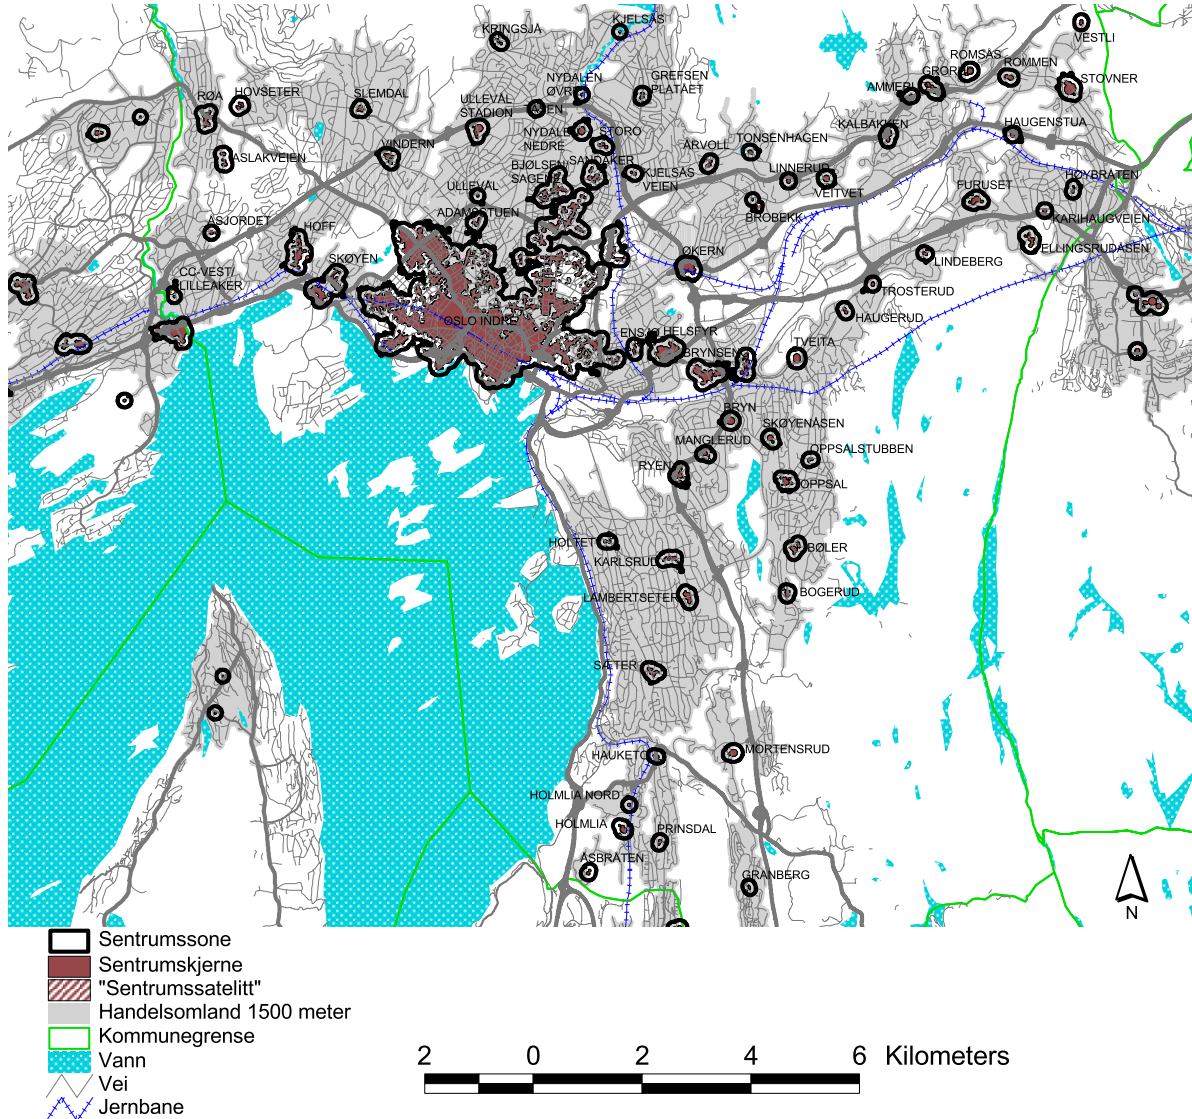 KJELSÅS
KRINGSJÅ
VESTLI
ROMSÅS
ROMMEN
GRORUD
STOVNER
AMMERUD
NYDALEN
ØVRE
GREFSEN
PLATÅET
RØA
HOVSETER
SLEMDAL
ULLEVÅL
STADION
TÅSEN
NYDALEN
NEDRE
STORO
KALBAKKEN
HAUGENSTUA
TONSENHAGEN
ÅRVOLL
VINDERN
ASLAKVEIEN
BJØLSEN
SANDAKER
SAGENE
KJELSÅS
VEIEN
LINNERUD
VEITVET
HØYBRÅTEN
FURUSET
ULLEVÅL
ADAMSTUEN
BROBEKK
KARIHAUGVEIEN
ÅSJORDET
HOFF
ELLINGSRUDÅSEN
ØKERN
LINDEBERG
SKØYEN
CC-VEST/
LILLEAKER
TROSTERUD
HAUGERUD
OSLO INDRE
ENSJØ
HELSFYR
BRYNSENG
TVEITA
BRYN
SKØYENÅSEN
MANGLERUD
OPPSALSTUBBEN
RYEN
OPPSAL
HOLTET
KARLSRUD
BØLER
LAMBERTSETER
BOGERUD
SÆTER
HAUKETO
MORTENSRUD
HOLMLIA NORD
HOLMLIA
PRINSDAL
ÅSBRÅTEN
GRANBERG
N
Sentrumssone
Sentrumskjerne
"Sentrumssatelitt"
Handelsomland 1500 meter
Kommunegrense
Vann
Vei
Jernbane
2 0 2 4 6 Kilometers